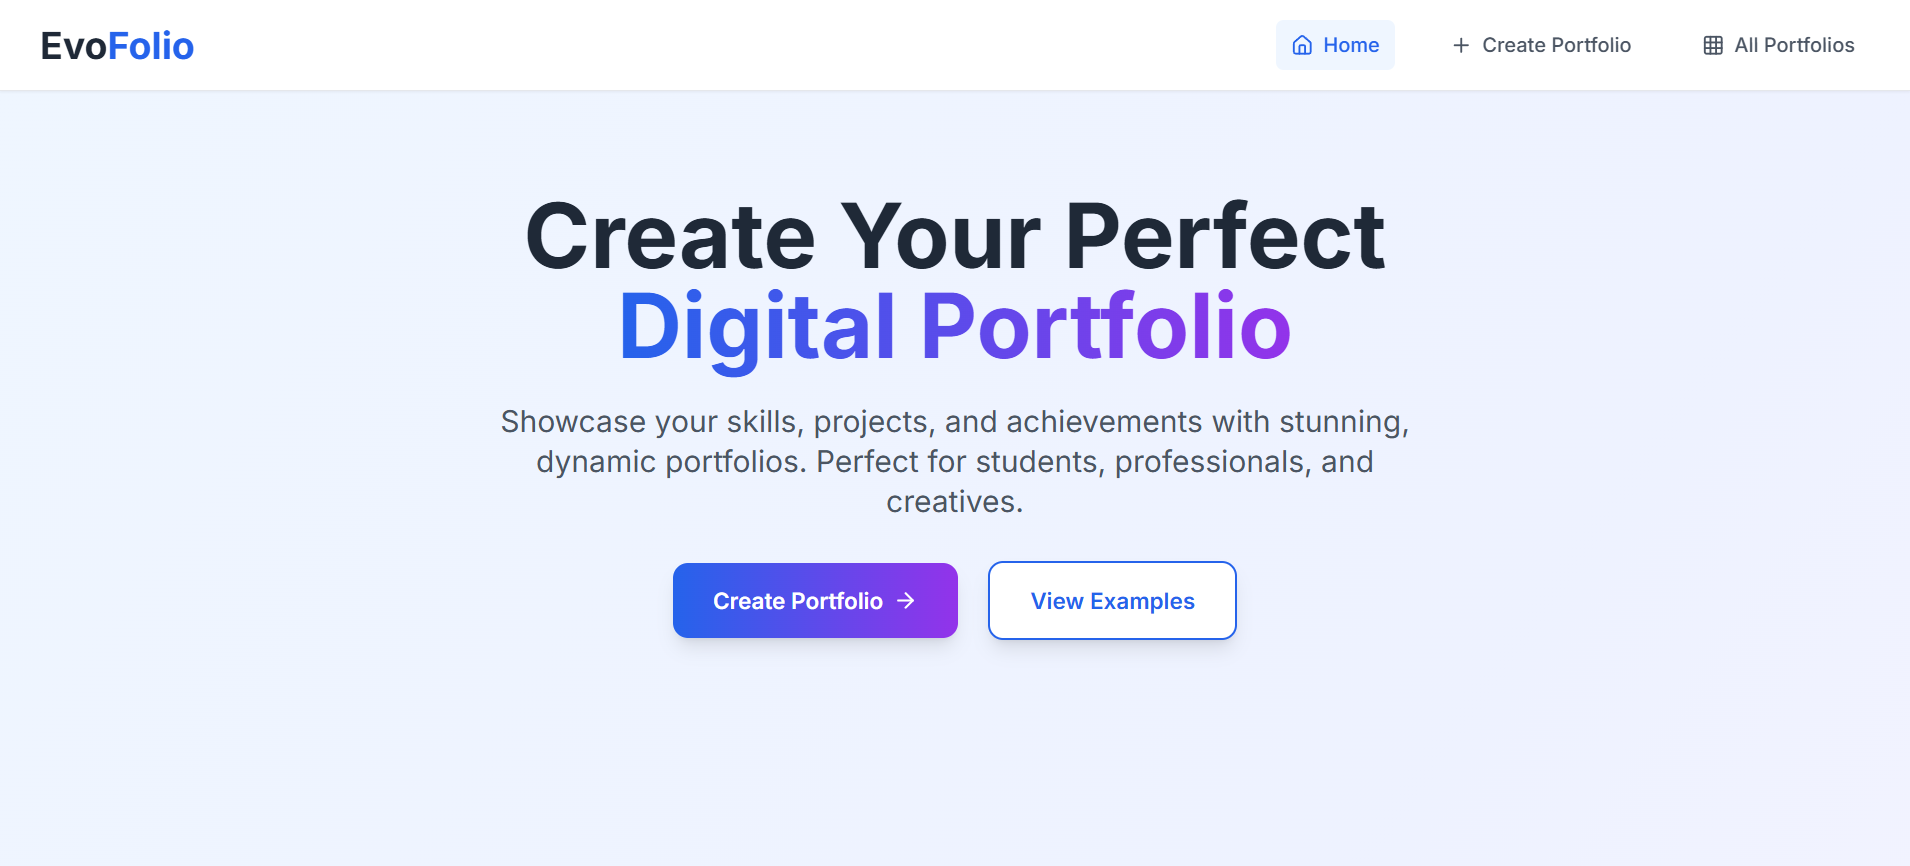 EvoFolio
Home
Create Portfolio
All Portfolios
Create Your Perfect
Digital Portfolio
Showcase your skills, projects, and achievements with stunning,
dynamic portfolios. Perfect for students, professionals, and
creatives.
Create Portfolio
View Examples